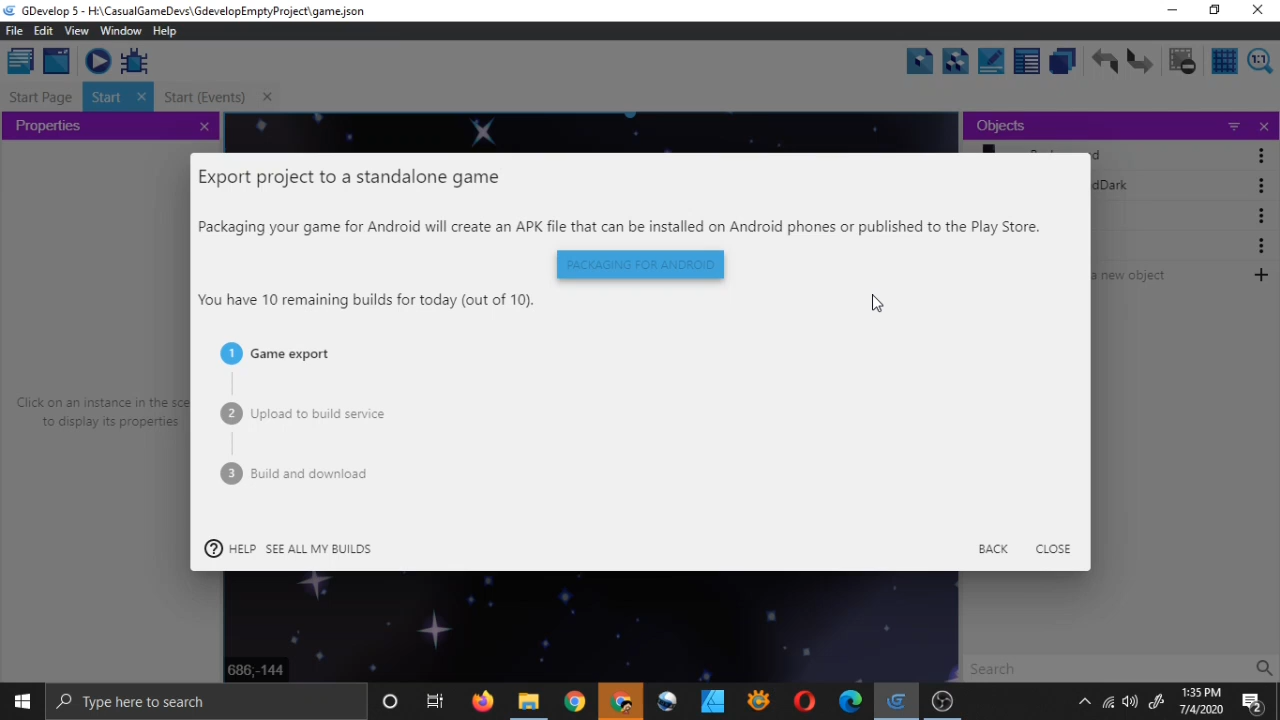 GDevelop 5 - H:\CasualGameDevs\GdevelopEmptyProject\game.json
File Edit View Window Help
1:1
Start Page Start Start (Events)
Properties
Objects
Export project to a standalone game
dDark
Packaging your game for Android will create an APK file that can be installed on Android phones or published to the Play Store.
PACKAGING FOR ANDROID
a new object
You have 10 remaining builds for today (out of 10).
1 Game export
Click on an instance in the sce
to display its properties
2 Upload to build service
3 Build and download
HELP SEE ALL MY BUILDS BACK CLOSE
686;-144
Search
Type here to search
1:35 PM
7/4/2020
2